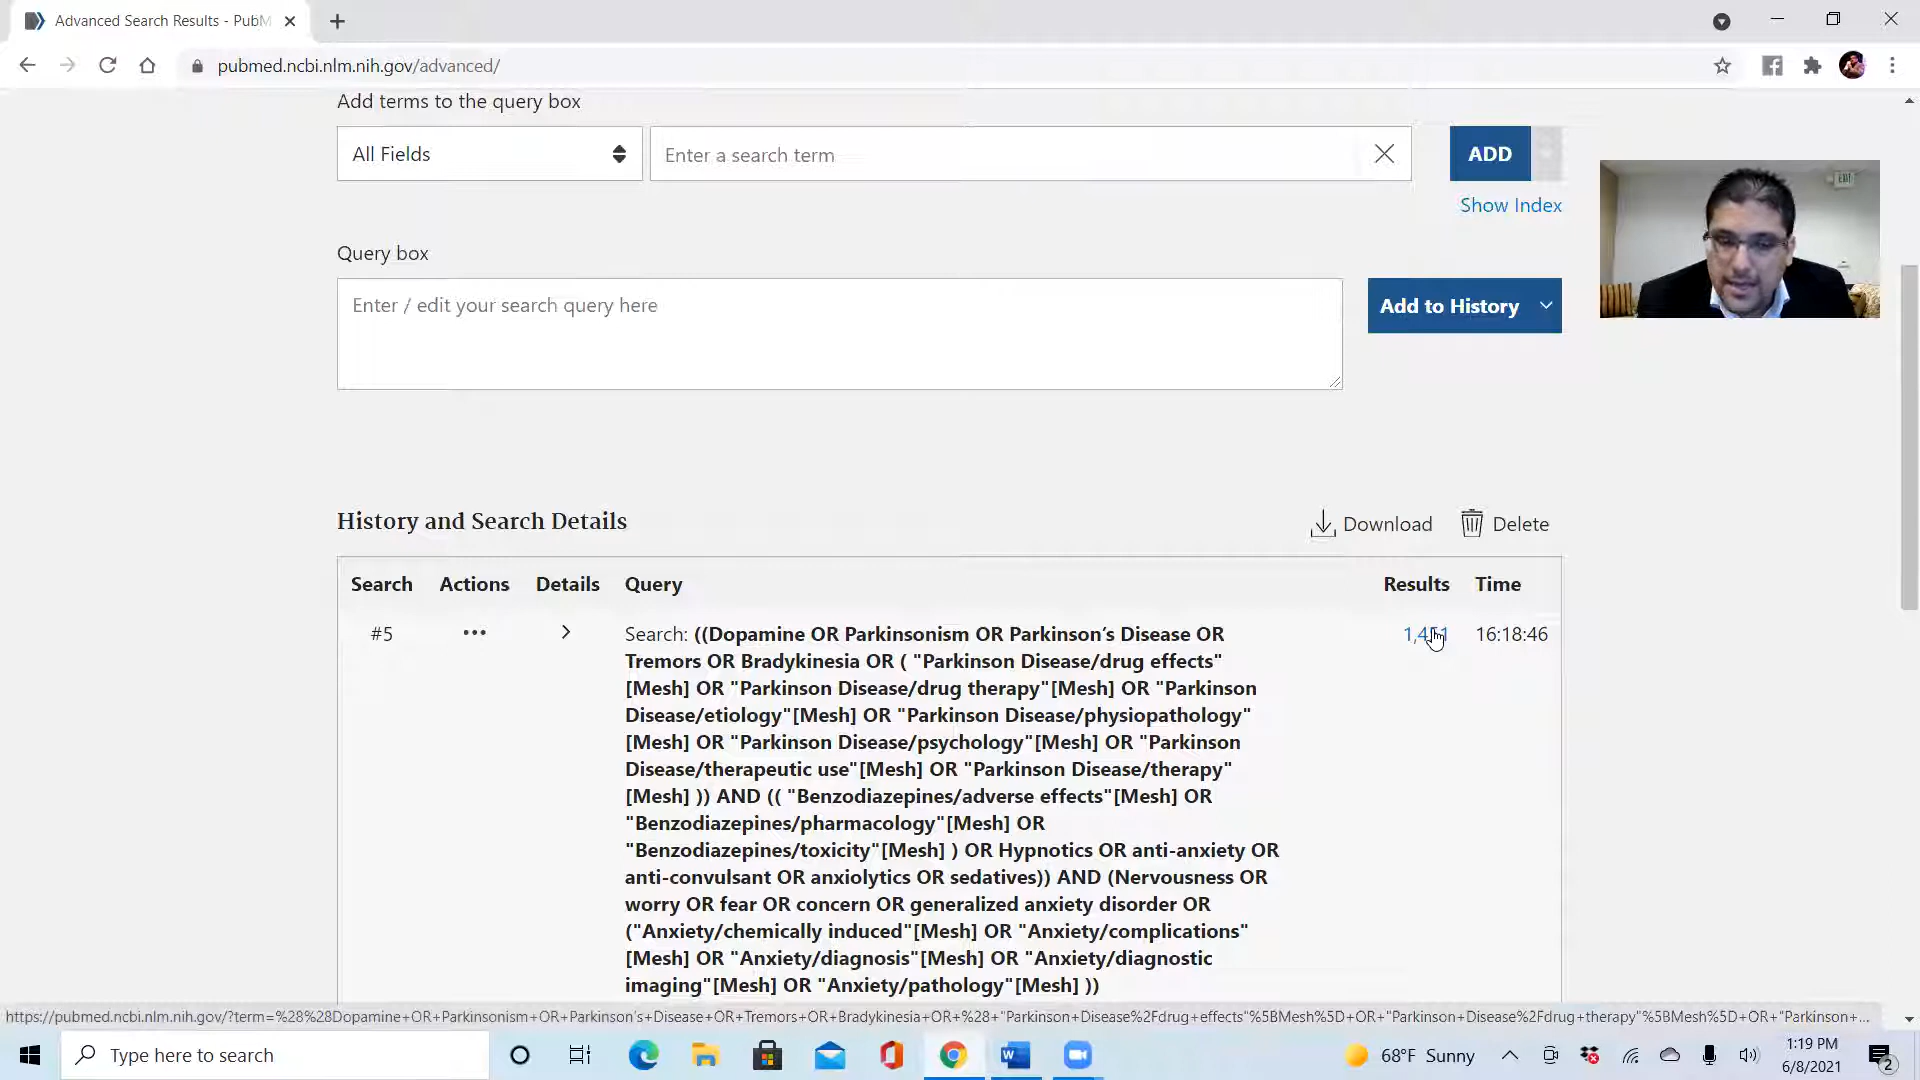 Advanced Search Results - PubM
pubmed.ncbi.nlm.nih.gov/advanced/
Add terms to the query box
All Fields
Enter a search term
ADD
Show Index
EXIT
Query box
Enter / edit your search query here
Add to History
History and Search Details
Download
Delete
Search Actions Details Query Results Time
#5 Search: ((Dopamine OR Parkinsonism OR Parkinson’s Disease OR 16:18:46
Tremors OR Bradykinesia OR ( "Parkinson Disease/drug effects"
[Mesh] OR "Parkinson Disease/drug therapy"[Mesh] OR "Parkinson
Disease/etiology"[Mesh] OR "Parkinson Disease/physiopathology"
[Mesh] OR "Parkinson Disease/psychology"[Mesh] OR "Parkinson
Disease/therapeutic use"[Mesh] OR "Parkinson Disease/therapy"
[Mesh] )) AND (( "Benzodiazepines/adverse effects"[Mesh] OR
"Benzodiazepines/pharmacology"[Mesh] OR
"Benzodiazepines/toxicity"[Mesh] ) OR Hypnotics OR anti-anxiety OR
anti-convulsant OR anxiolytics OR sedatives)) AND (Nervousness OR
worry OR fear OR concern OR generalized anxiety disorder OR
("Anxiety/chemically induced"[Mesh] OR "Anxiety/complications"
[Mesh] OR "Anxiety/diagnosis"[Mesh] OR "Anxiety/diagnostic
imaging"[Mesh] OR "Anxiety/pathology"[Mesh] ))
https://pubmed.ncbi.nlm.nih.gov/?term=%28%28Dopamine+OR+Parkinsonism+OR+Parkinson's+Disease+OR+Tremors+OR+Bradykinesia+OR+%28+"Parkinson+Disease%2Fdrug+effects"%5BMesh%5D+OR+"Parkinson+Disease%2Fdrug+therapy"%5BMesh%5D+OR+"Parkinson+...
Type here to search
68°F Sunny
1:19 PM
6/8/2021
2